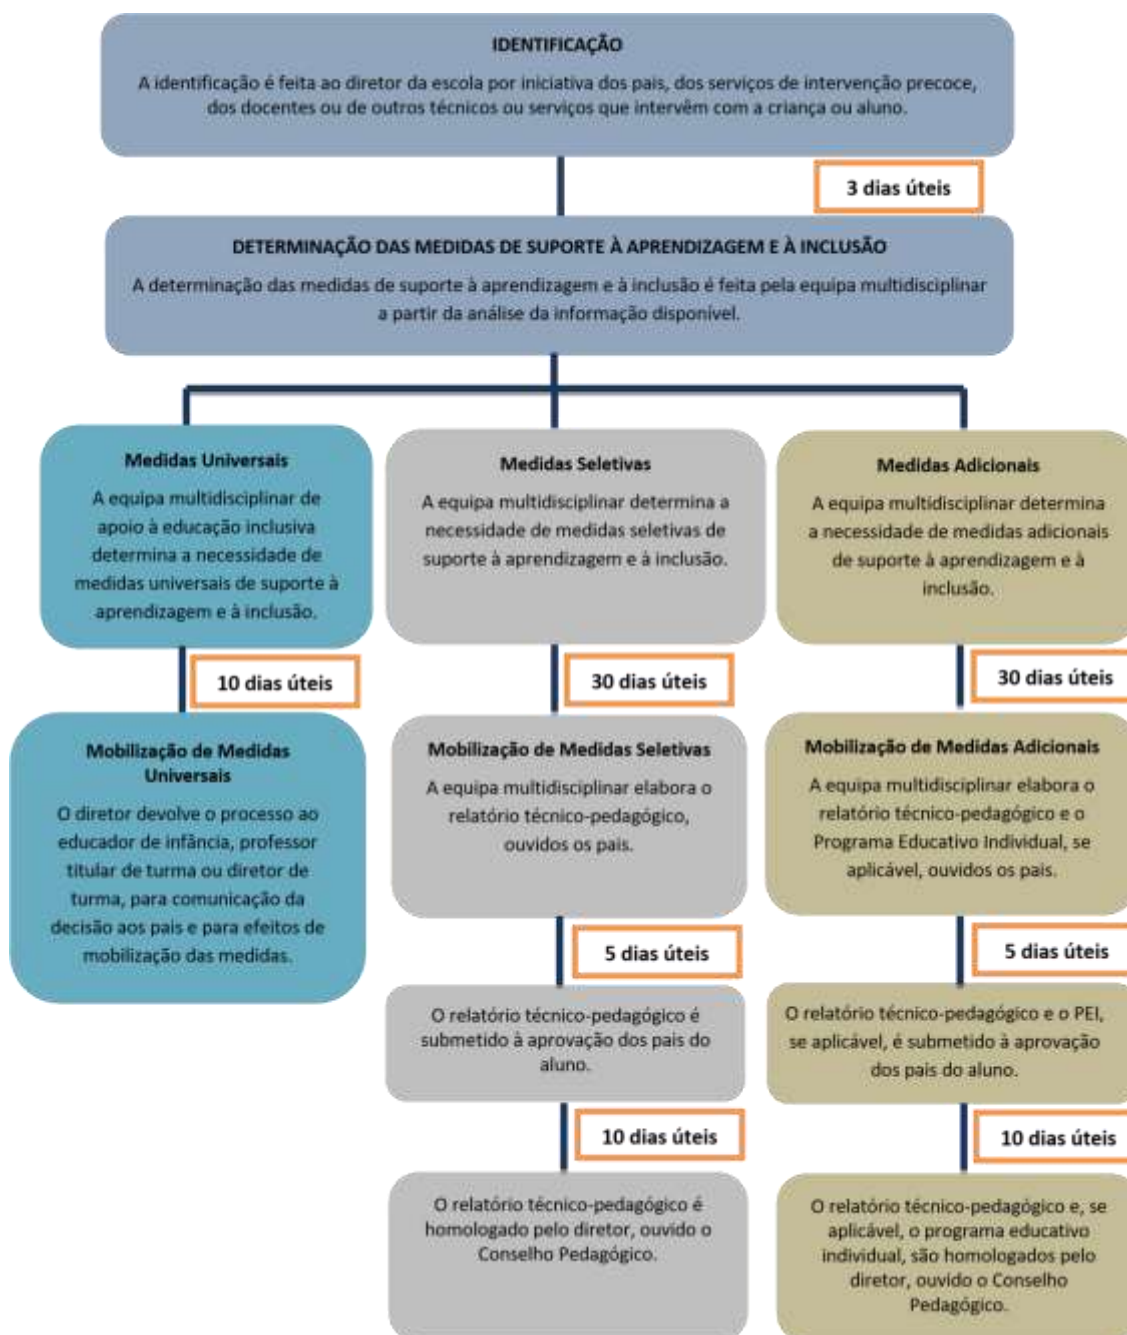 IDENTIFICAÇÃO
A identificação é feita ao diretor da escola por iniciativa dos pais, dos serviços de intervenção precoce,
dos docentes ou de outros técnicos ou serviços que intervêm com a criança ou aluno.
3 dias úteis
DETERMINAÇÃO DAS MEDIDAS DE SUPORTE À APRENDIZAGEM E À INCLUSÃO
A determinação das medidas de suporte à aprendizagem e à inclusão é feita pela equipa multidisciplinar
a partir da análise da informação disponível.
Medidas Universais
A equipa multidisciplinar de
apoio à educação inclusiva
determina a necessidade de
medidas universais de suporte à
aprendizagem e à inclusão.
10 dias úteis
Mobilização de Medidas
Universais
O diretor devolve o processo ao
educador de infância, professor
titular de turma ou diretor de
turma, para comunicação da
decisão aos pais e para efeitos de
mobilização das medidas.
Medidas Seletivas
A equipa multidisciplinar determina a
necessidade de medidas seletivas de
suporte à aprendizagem e à inclusão.
30 dias úteis
Mobilização de Medidas Seletivas
A equipa multidisciplinar elabora o
relatório técnico-pedagógico,
ouvidos os pais.
5 dias úteis
O relatório técnico-pedagógico é
submetido à aprovação dos pais do
aluno.
10 dias úteis
O relatório técnico-pedagógico é
homologado pelo diretor, ouvido o
Conselho Pedagógico.
Medidas Adicionais
A equipa multidisciplinar determina
a necessidade de medidas adicionais
de suporte à aprendizagem e à
inclusão.
30 dias úteis
Mobilização de Medidas Adicionais
A equipa multidisciplinar elabora o
relatório técnico-pedagógico e o
Programa Educativo Individual, se
aplicável, ouvidos os pais.
5 dias úteis
O relatório técnico-pedagógico e o PEI,
se aplicável, é submetido à aprovação
dos pais do aluno.
10 dias úteis
O relatório técnico-pedagógico e, se
aplicável, o programa educativo
individual, são homologados pelo
diretor, ouvido o Conselho
Pedagógico.